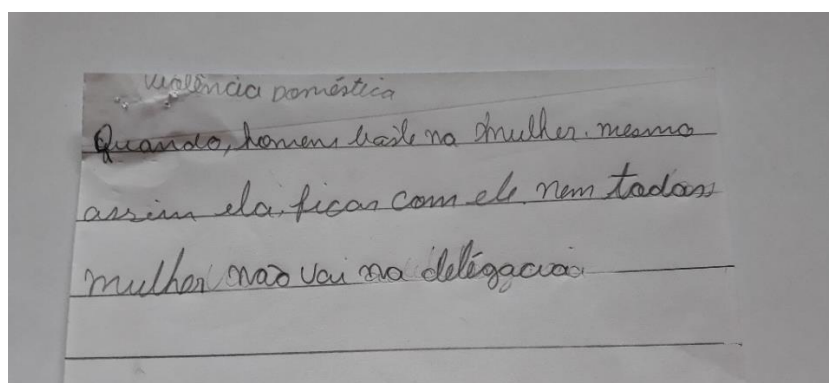 violência Doméstica
Quando, homens bate na mulher. mesmo
assim ela, ficar com ele nem todas
mulher não vai na delegacia